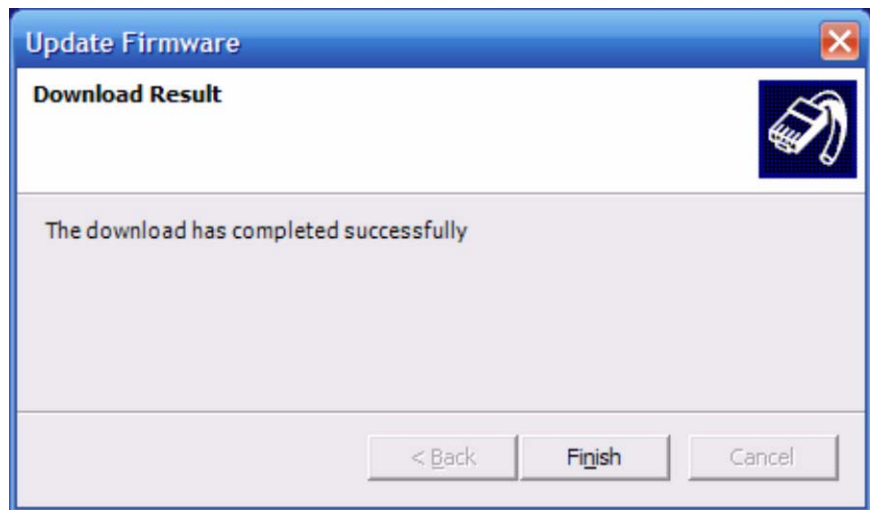 Update Firmware
Download Result
The download has completed successfully
< Back
Finish
Cancel